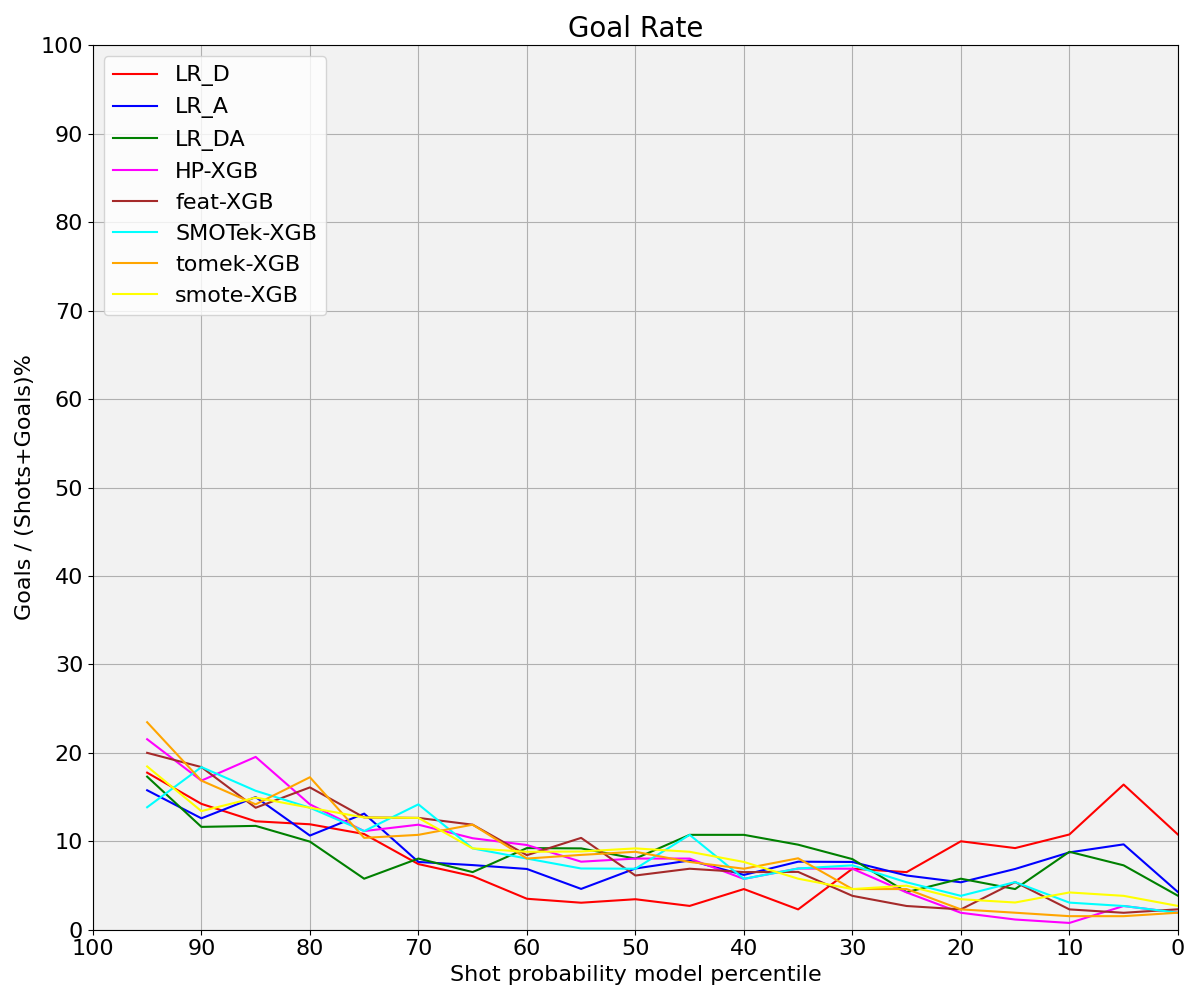 Goal Rate
100
90
80
70
60
50
40
30
20
10
0
Goals / (Shots+Goals)%
LR_D
LR_A
LR_DA
HP-XGB
feat-XGB
SMOTek-XGB
tomek-XGB
smote-XGB
100 90 80 70 60 50 40 30 20 10 0
Shot probability model percentile